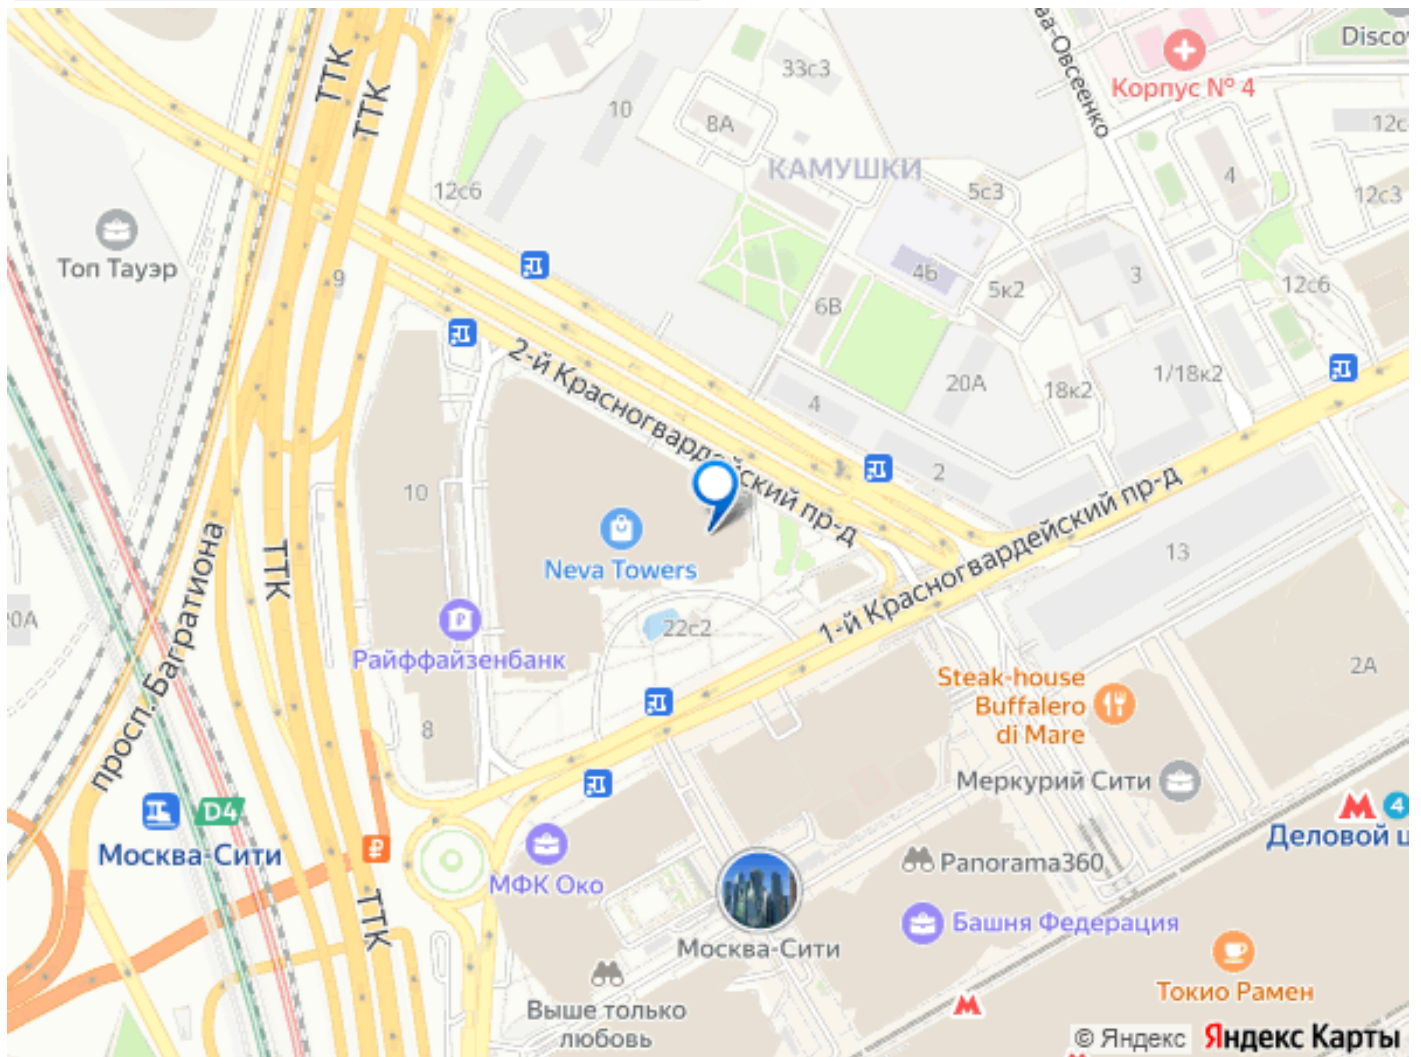 ТТК
ТТК
33с3
Disco
Корпус № 4
10
8А
12с
КАМУШКИ
4
12с6
5с3
12с3
Топ Тауэр
9
4Б
5к2
3
12с6
6В
2-й Красногвардейский пр-д
20А
18к2
1/18к2
4
2
10
1-й Красногвардейский пр-д
13
Neva Towers
ТТК
просп. Багратиона
20А
22с2
Райффайзенбанк
2А
Steak-house
Buffalero
di Mare
8
Меркурий Сити
D4
4
Москва-Сити
Деловой ц
Panorama360
МФК Око
ТТК
Башня Федерация
Москва-Сити
Токио Рамен
Выше только
любовь
© Яндекс Яндекс Карты